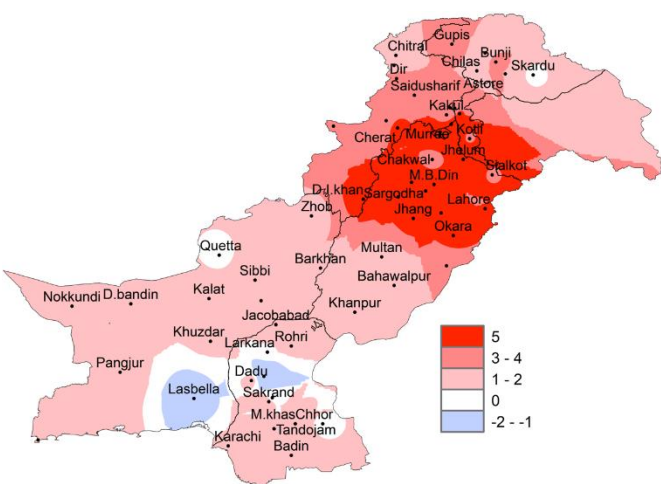 Gupis
Chitral
Bunji
Chilas
Skardu
Dir
Astore
Saidusharif
Kakul
Cherat
Murree
Kotli
Jhelum
Chakwal
Sialkot
M.B.Din
D.I.khan
Sargodha
Lahore
Zhob
Jhang
Okara
Quetta
Multan
Barkhan
Sibbi
Bahawalpur
Nokkundi
D.bandin
Kalat
Khanpur
Jacobabad
Khuzdar
Rohri
Larkana
Pangjur
Dadu
Lasbella
Sakrand
M.khas
Chhor
Tandojam
Karachi
Badin
5
3 - 4
1 - 2
0
-2 - -1